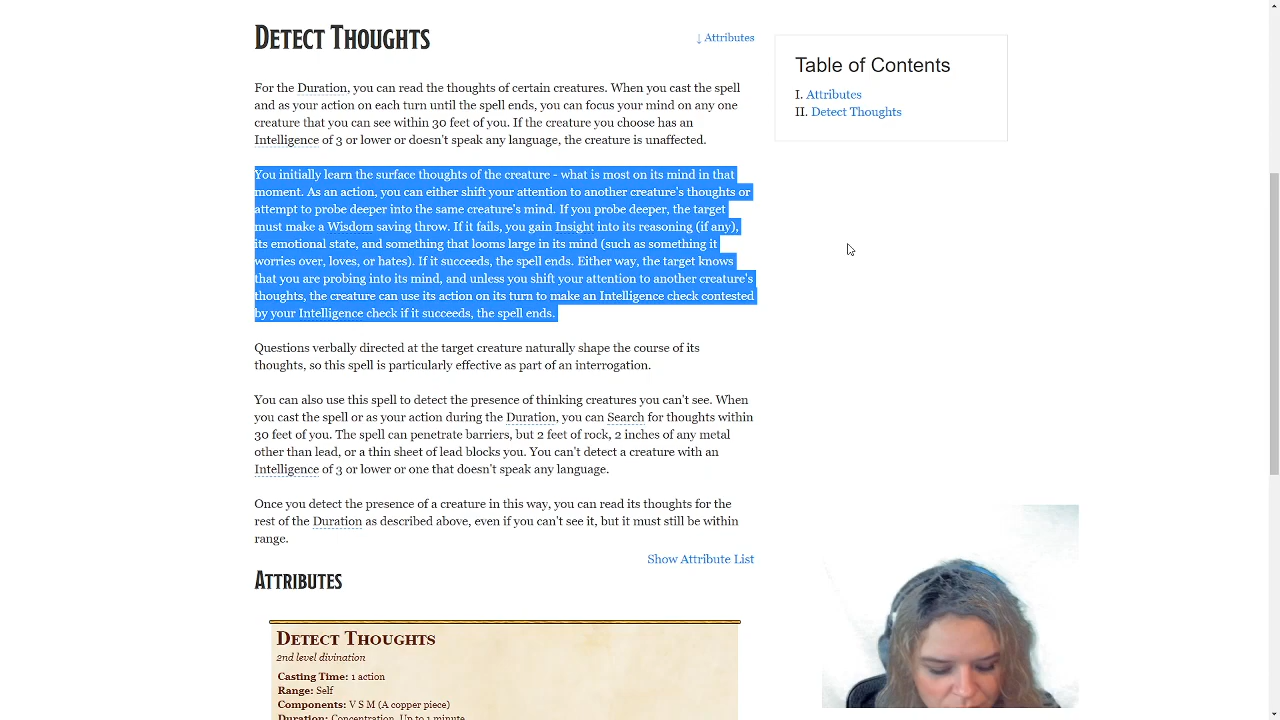 Detect Thoughts
↓ Attributes
For the Duration, you can read the thoughts of certain creatures. When you cast the spell
and as your action on each turn until the spell ends, you can focus your mind on any one
creature that you can see within 30 feet of you. If the creature you choose has an
Intelligence of 3 or lower or doesn't speak any language, the creature is unaffected.
You initially learn the surface thoughts of the creature - what is most on its mind in that
moment. As an action, you can either shift your attention to another creature's thoughts or
attempt to probe deeper into the same creature's mind. If you probe deeper, the target
must make a Wisdom saving throw. If it fails, you gain Insight into its reasoning (if any),
its emotional state, and something that looms large in its mind (such as something it
worries over, loves, or hates). If it succeeds, the spell ends. Either way, the target knows
that you are probing into its mind, and unless you shift your attention to another creature's
thoughts, the creature can use its action on its turn to make an Intelligence check contested
by your Intelligence check if it succeeds, the spell ends.
Questions verbally directed at the target creature naturally shape the course of its
thoughts, so this spell is particularly effective as part of an interrogation.
You can also use this spell to detect the presence of thinking creatures you can't see. When
you cast the spell or as your action during the Duration, you can Search for thoughts within
30 feet of you. The spell can penetrate barriers, but 2 feet of rock, 2 inches of any metal
other than lead, or a thin sheet of lead blocks you. You can't detect a creature with an
Intelligence of 3 or lower or one that doesn't speak any language.
Once you detect the presence of a creature in this way, you can read its thoughts for the
rest of the Duration as described above, even if you can't see it, but it must still be within
range.
Show Attribute List
Attributes
Detect Thoughts
2nd level divination
Casting Time: 1 action
Range: Self
Components: V S M (A copper piece)
Duration: Concentration, Up to 1 minute
Table of Contents
I. Attributes
II. Detect Thoughts